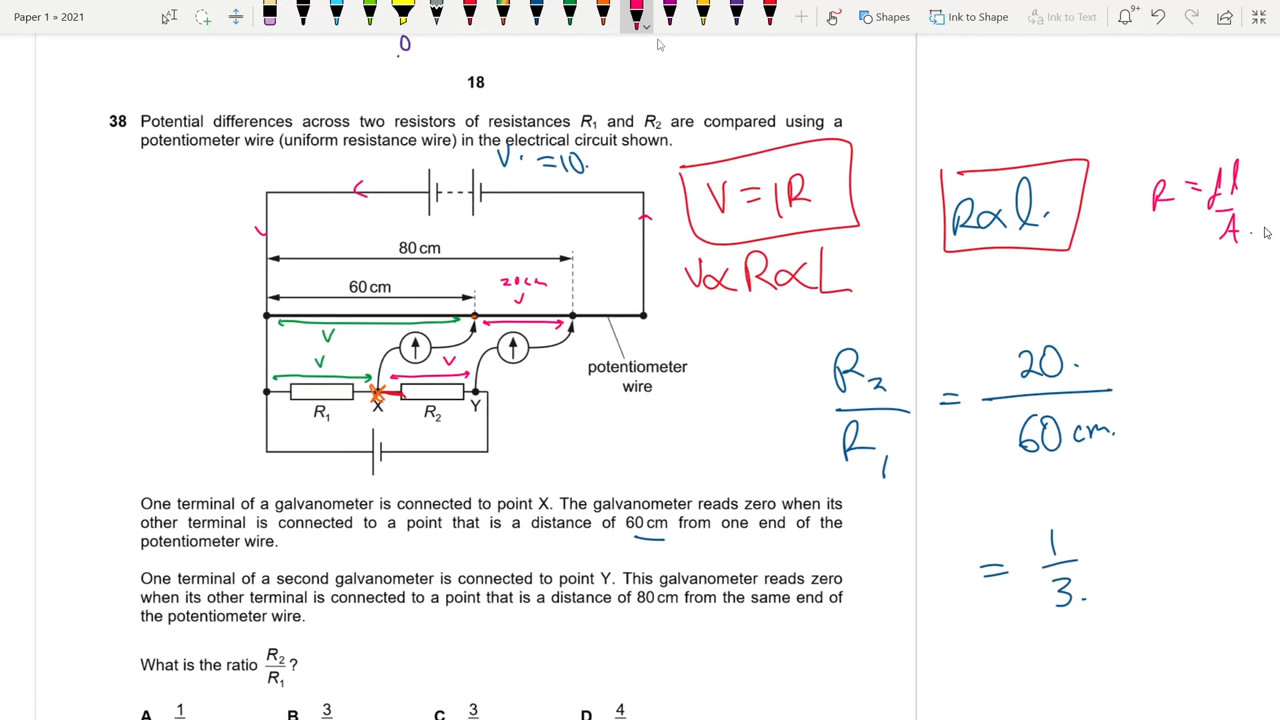 Paper 1 » 2021
Shapes
Ink to Shape
Ink to Text
9+
0
18
38 Potential differences across two resistors of resistances R1 and R2 are compared using a
potentiometer wire (uniform resistance wire) in the electrical circuit shown.
V. = 10.
V = IR
R ∝ l.
R = ρl
A.
80 cm
V ∝ R ∝ L
60 cm
20cm
V
V
V
V
potentiometer
wire
R1
X
R2
Y
R2
R1
=
20.
60 cm.
One terminal of a galvanometer is connected to point X. The galvanometer reads zero when its
other terminal is connected to a point that is a distance of 60 cm from one end of the
potentiometer wire.
= 1
3.
One terminal of a second galvanometer is connected to point Y. This galvanometer reads zero
when its other terminal is connected to a point that is a distance of 80 cm from the same end of
the potentiometer wire.
What is the ratio R2
R1 ?
A 1 B 3 C 3 D 4